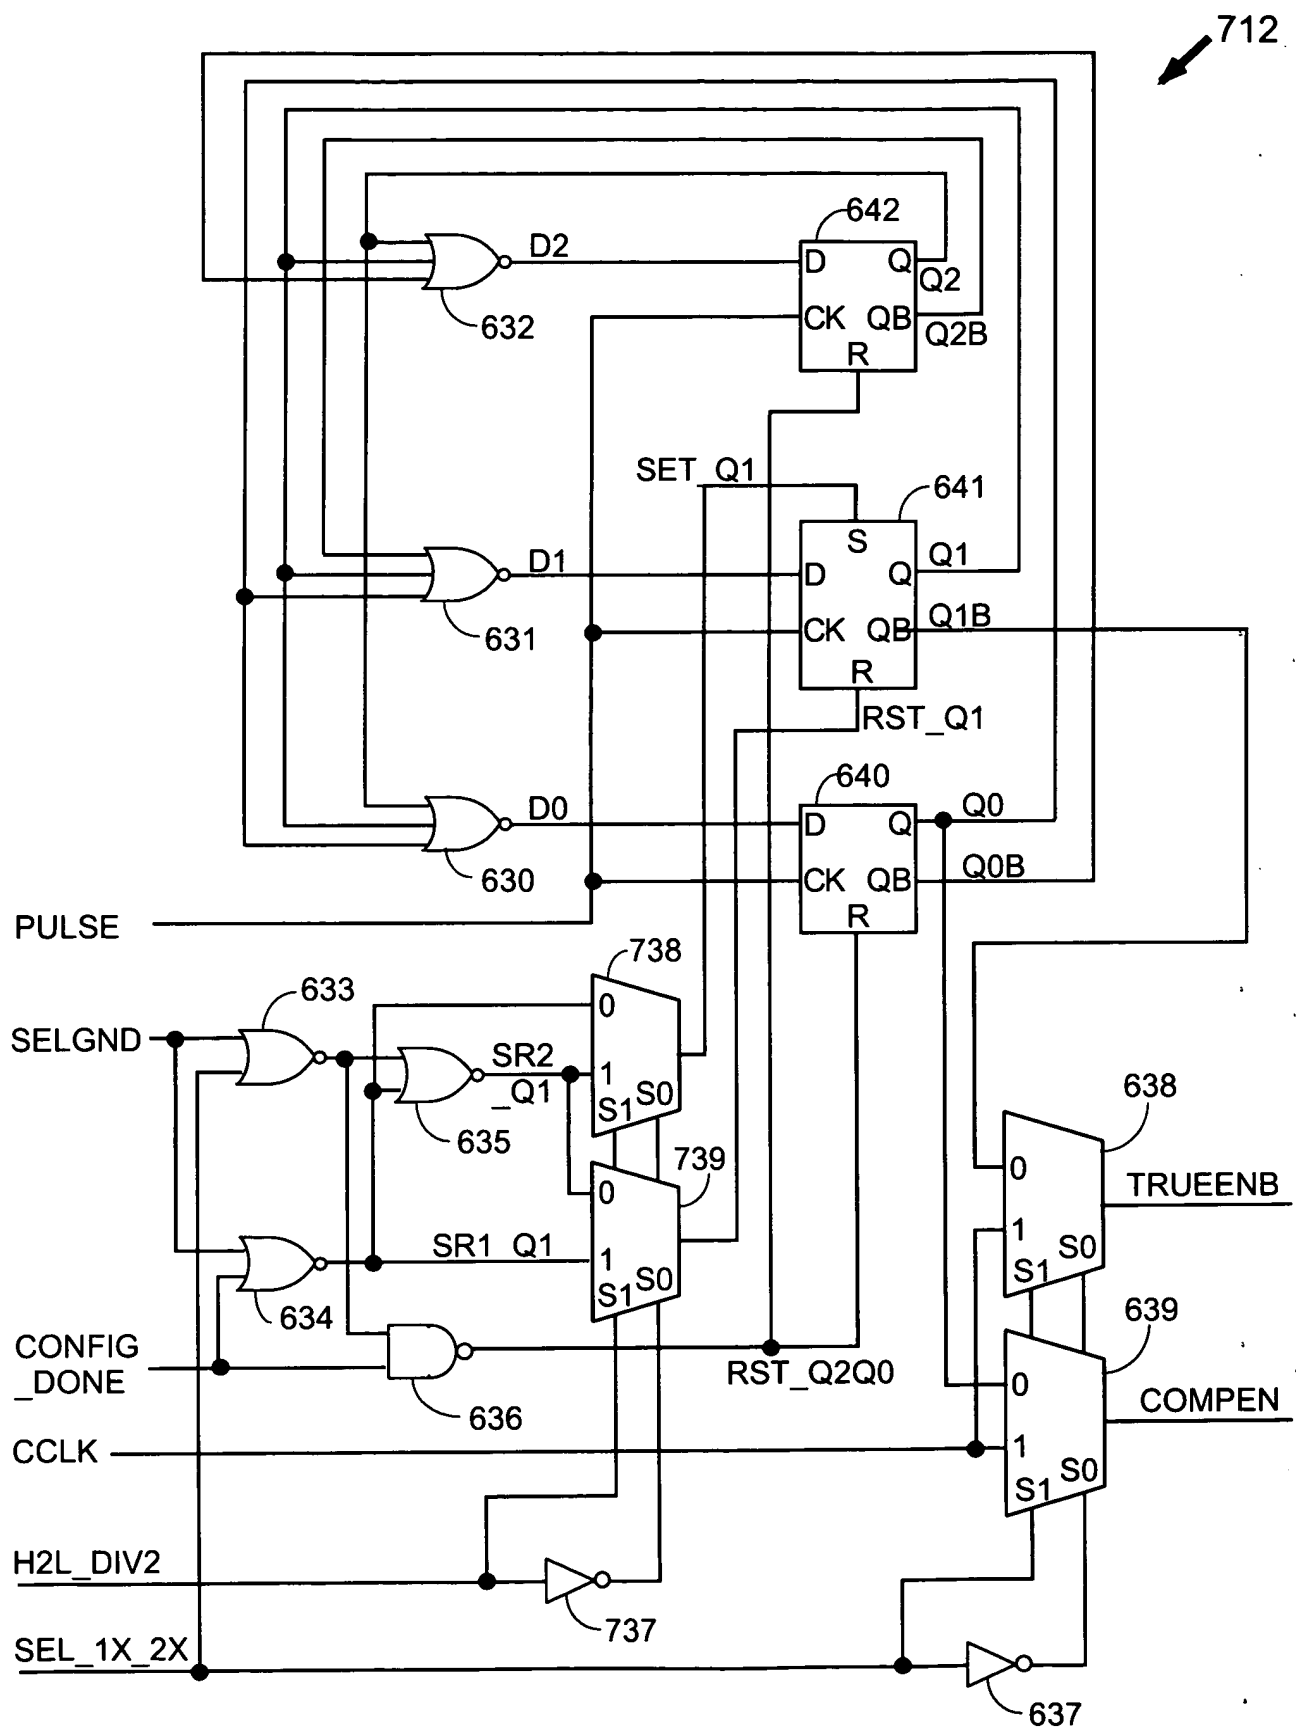 712
642
D2
D
Q
Q2
632
CK
QB
Q2B
R
SET_Q1
641
S
D1
D
Q
Q1
Q1B
631
CK
QB
R
RST_Q1
640
D0
D
Q
Q0
630
CK
QB
Q0B
R
PULSE
738
633
0
SELGND
SR2
_Q1
1
S1
S0
638
635
739
0
0
TRUEENB
SR1_Q1
1
1
S1
S0
S1
S0
634
639
CONFIG
_DONE
RST_Q2Q0
0
COMPEN
636
CCLK
1
S1
S0
H2L_DIV2
737
SEL_1X_2X
637